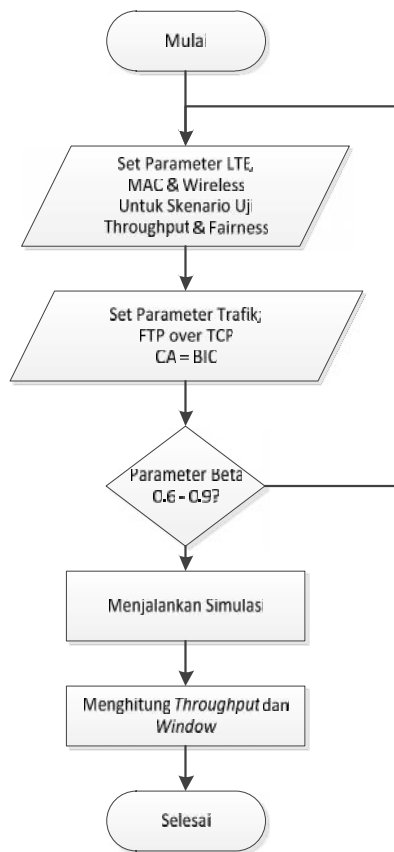 Mulai
Set Parameter LTE,
MAC & Wireless
Untuk Skenario Uji
Throughput & Fairness
Set Parameter Trafik;
FTP over TCP
CA = BIC
Parameter Beta
0.6 - 0.9?
Menjalankan Simulasi
Menghitung Throughput dan
Window
Selesai